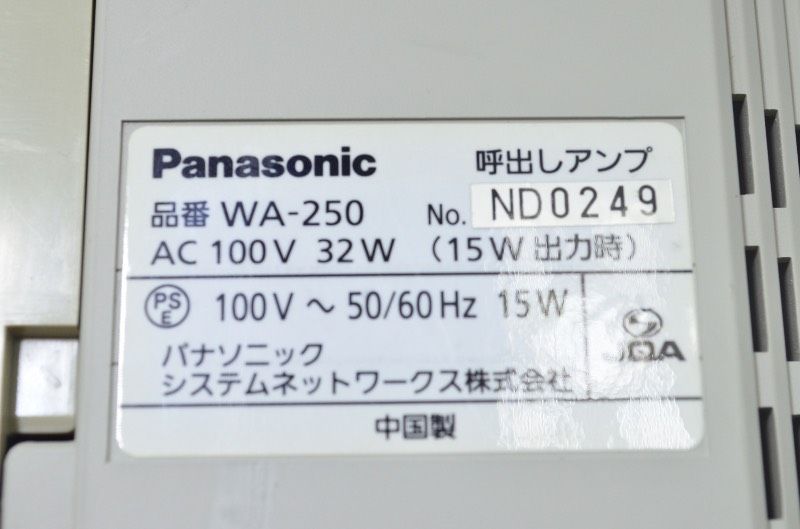 Panasonic 呼出しアンプ
品番 WA-250 No. ND0249
AC 100V 32W (15W 出力時)
PSE 100V ～ 50/60Hz 15W
JQA
パナソニック
システムネットワークス株式会社
中国製